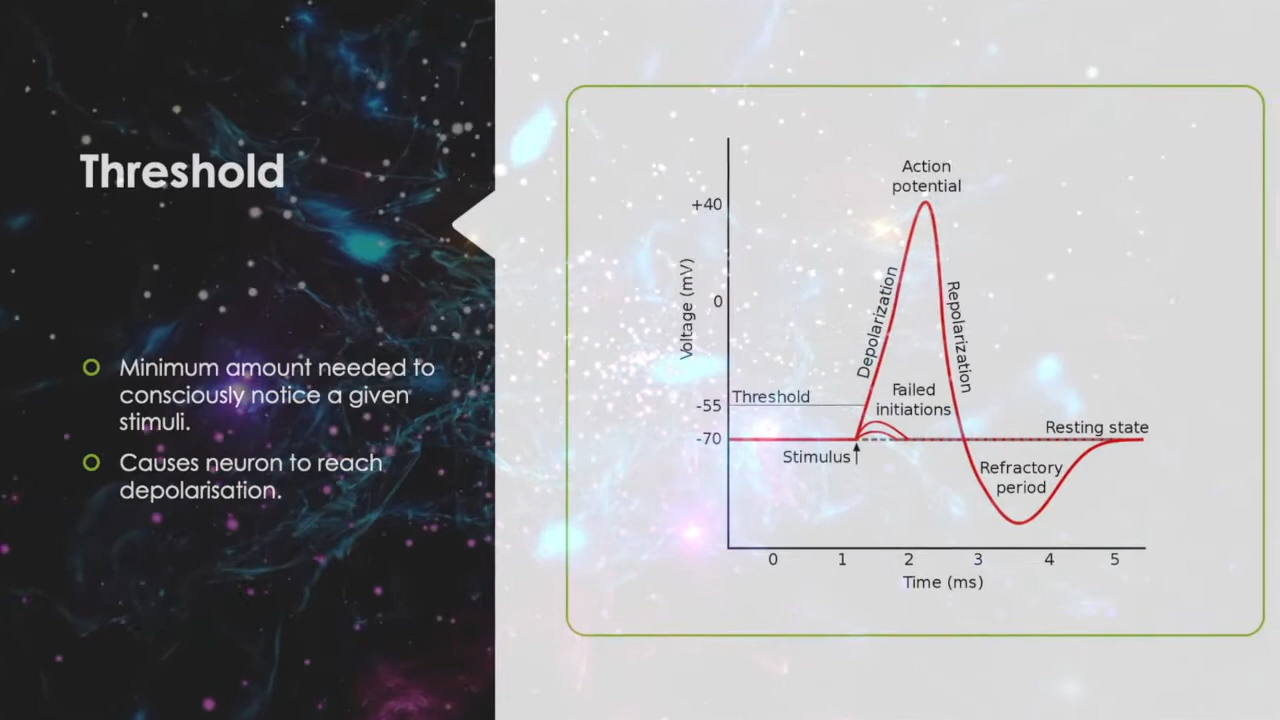 Threshold
Minimum amount needed to
consciously notice a given
stimuli.
Causes neuron to reach
depolarisation.
Action
potential
+40
0
-55
-70
Voltage (mV)
Depolarization
Repolarization
Threshold
Failed
initiations
Resting state
Stimulus
Refractory
period
0 1 2 3 4 5
Time (ms)